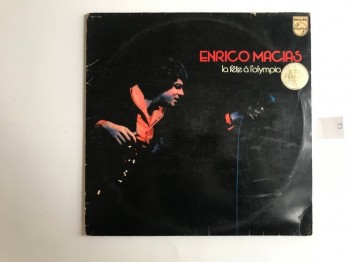 PHILIPS
ENRICO MACIAS
la fête à l'olympia